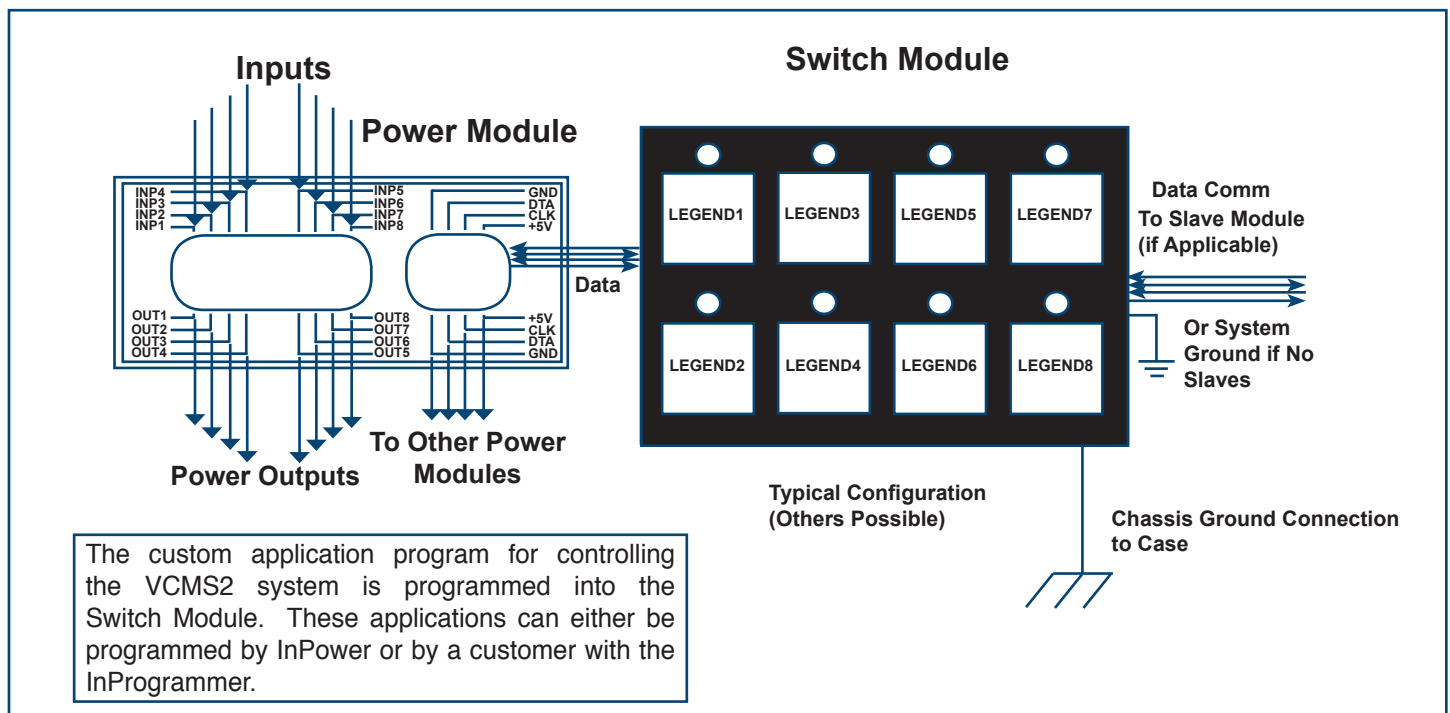 Inputs
Switch Module
Power Module
INP4
INP3
INP2
INP1
INP5
INP6
INP7
INP8
GND
DTA
CLK
+5V
OUT1
OUT2
OUT3
OUT4
OUT8
OUT7
OUT6
OUT5
+5V
CLK
DTA
GND
Data
LEGEND1
LEGEND3
LEGEND5
LEGEND7
LEGEND2
LEGEND4
LEGEND6
LEGEND8
Data Comm
To Slave Module
(if Applicable)
Or System
Ground if No
Slaves
Power Outputs
To Other Power
Modules
Typical Configuration
(Others Possible)
Chassis Ground Connection
to Case
The custom application program for controlling
the VCMS2 system is programmed into the
Switch Module. These applications can either be
programmed by InPower or by a customer with the
InProgrammer.